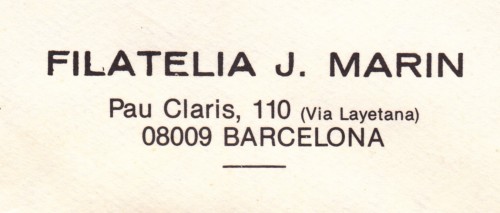 FILATELIA J. MARIN
Pau Claris, 110 (Via Layetana)
08009 BARCELONA